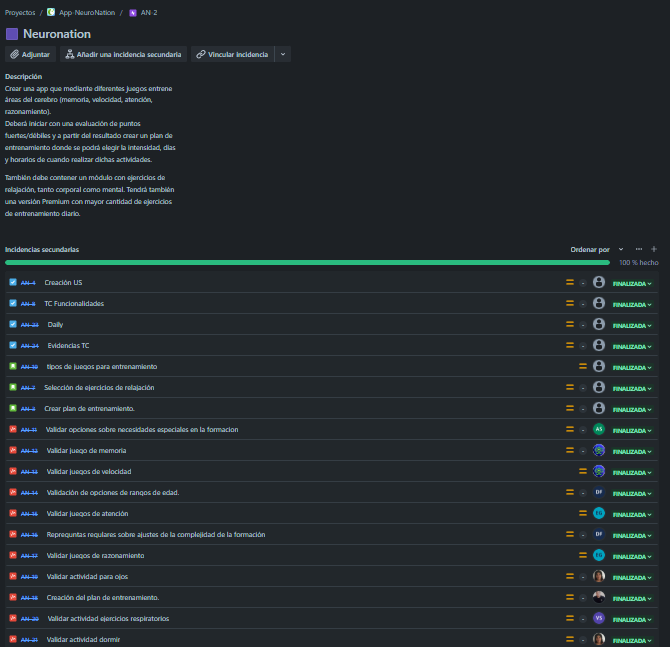 Proyectos / App-NeuroNation / AN-2
Neuronation
Adjuntar Añadir una incidencia secundaria Vincular incidencia
Descripción
Crear una app que mediante diferentes juegos entrene
áreas del cerebro (memoria, velocidad, atención,
razonamiento).
Deberá iniciar con una evaluación de puntos
fuertes/débiles y a partir del resultado crear un plan de
entrenamiento donde se podrá elegir la intensidad, días
y horarios de cuando realizar dichas actividades.
También debe contener un módulo con ejercicios de
relajación, tanto corporal como mental. Tendrá también
una versión Premium con mayor cantidad de ejercicios
de entrenamiento diario.
Incidencias secundarias Ordenar por
100 % hecho
AN-4 Creación US - FINALIZADA
AN-8 TC Funcionalidades - FINALIZADA
AN-23 Daily - FINALIZADA
AN-24 Evidencias TC - FINALIZADA
AN-10 tipos de juegos para entrenamiento FINALIZADA
AN-7 Selección de ejercicios de relajación - FINALIZADA
AN-3 Crear plan de entrenamiento. - FINALIZADA
AN-11 Validar opciones sobre necesidades especiales en la formacion - AS FINALIZADA
AN-12 Validar juego de memoria - FINALIZADA
AN-13 Validar juegos de velocidad FINALIZADA
AN-14 Validación de opciones de rangos de edad. - DF FINALIZADA
AN-15 Validar juegos de atención FINALIZADA
AN-16 Repreguntas regulares sobre ajustes de la complejidad de la formación - DF FINALIZADA
AN-17 Validar juegos de razonamiento FINALIZADA
AN-19 Validar actividad para ojos - FINALIZADA
AN-18 Creación del plan de entrenamiento. - FINALIZADA
AN-20 Validar actividad ejercicios respiratorios - VS FINALIZADA
AN-21 Validar actividad dormir - FINALIZADA